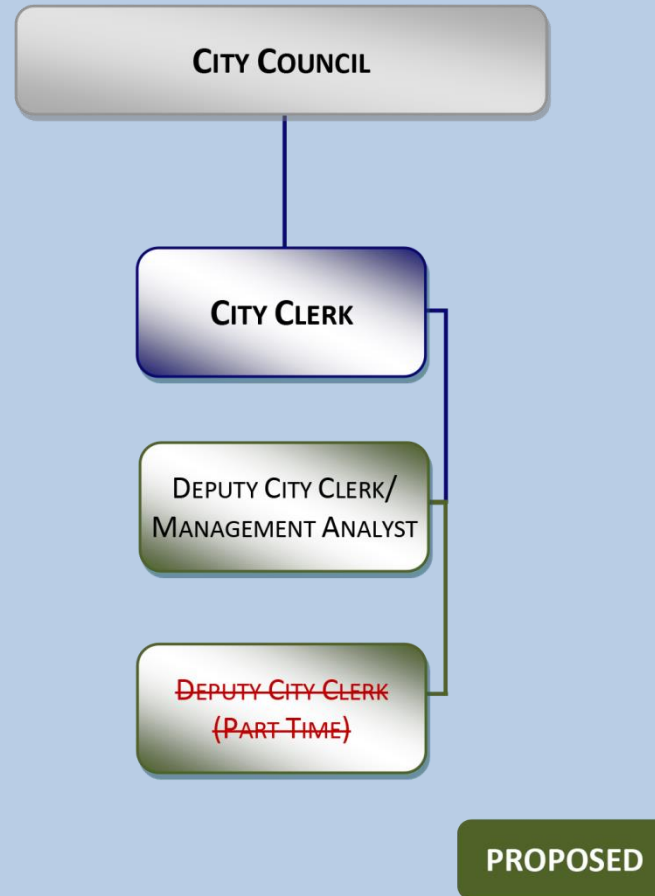 CITY COUNCIL
CITY CLERK
DEPUTY CITY CLERK/
MANAGEMENT ANALYST
DEPUTY CITY CLERK
(PART TIME)
PROPOSED